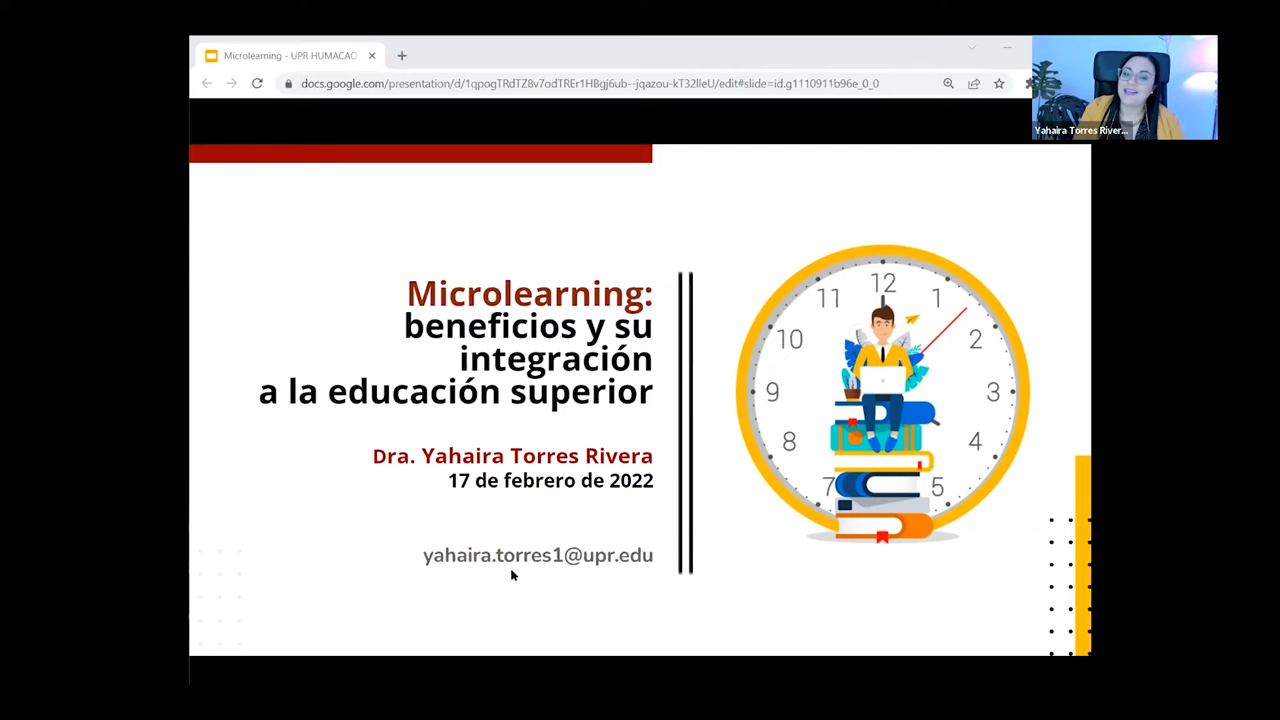 Microlearning - UPR HUMACAC
docs.google.com/presentation/d/1qpogTRdTZ8v7odTREr1HBgj6ub--jqazou-kT32lleU/edit#slide=id.g1110911b96e_0_0
Yahaira Torres River...
Microlearning:
beneficios y su
integración
a la educación superior
Dra. Yahaira Torres Rivera
17 de febrero de 2022
yahaira.torres1@upr.edu
12
11
1
10
2
9
3
8
4
7
5